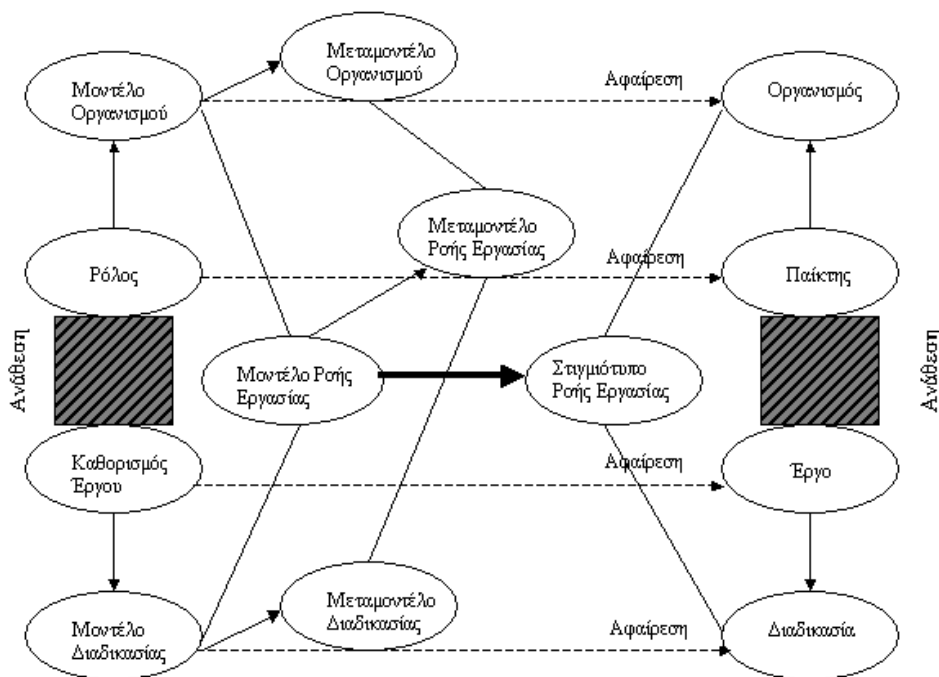 Μεταμοντέλο
Οργανισμού
Μοντέλο
Οργανισμού
Αφαίρεση
Οργανισμός
Μεταμοντέλο
Ροής Εργασίας
Ρόλος
Αφαίρεση
Παίκτης
Ανάθεση
Μοντέλο Ροής
Εργασίας
Στιγμιότυπο
Ροής Εργασίας
Ανάθεση
Καθορισμός
Έργου
Αφαίρεση
Έργο
Μεταμοντέλο
Διαδικασίας
Μοντέλο
Διαδικασίας
Αφαίρεση
Διαδικασία